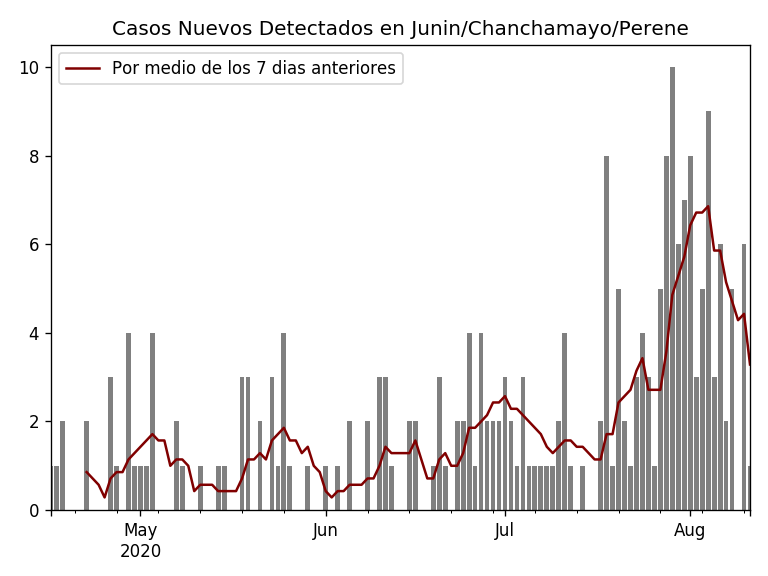 Casos Nuevos Detectados en Junin/Chanchamayo/Perene
Por medio de los 7 dias anteriores
10
8
6
4
2
0
May
2020
Jun
Jul
Aug